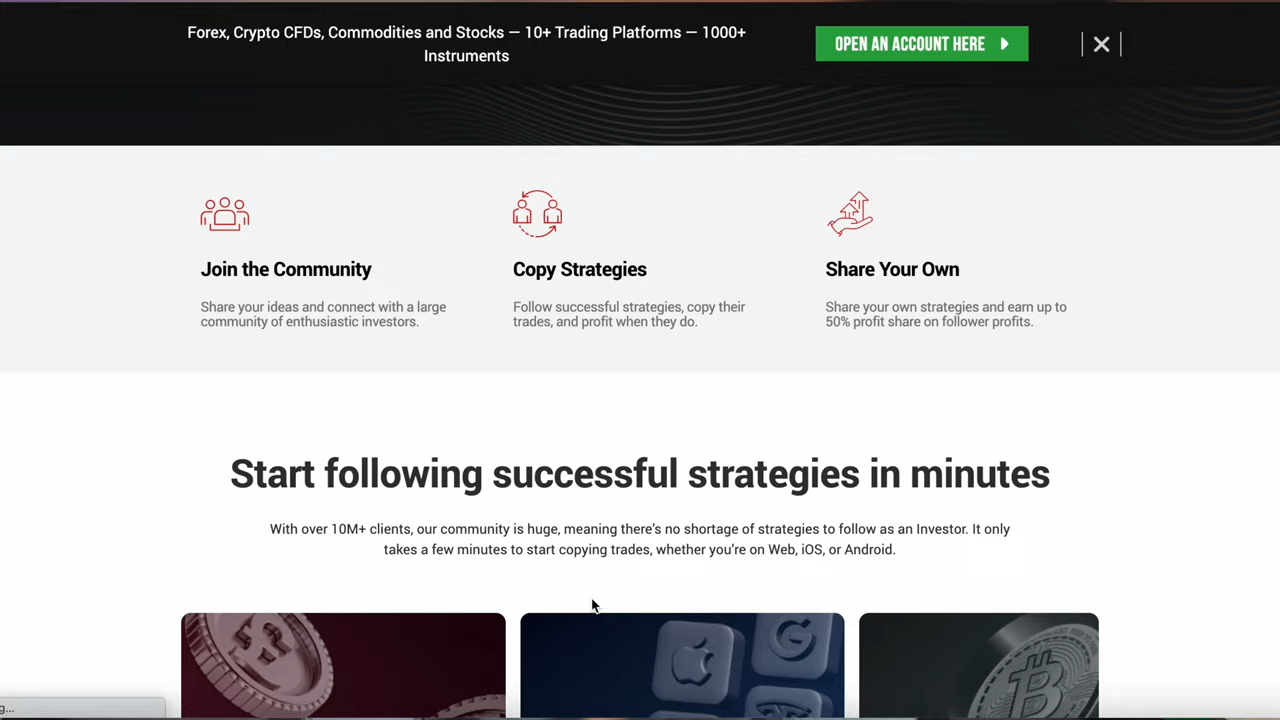 Forex, Crypto CFDs, Commodities and Stocks — 10+ Trading Platforms — 1000+
Instruments
OPEN AN ACCOUNT HERE
Join the Community
Share your ideas and connect with a large
community of enthusiastic investors.
Copy Strategies
Follow successful strategies, copy their
trades, and profit when they do.
Share Your Own
Share your own strategies and earn up to
50% profit share on follower profits.
Start following successful strategies in minutes
With over 10M+ clients, our community is huge, meaning there's no shortage of strategies to follow as an Investor. It only
takes a few minutes to start copying trades, whether you're on Web, iOS, or Android.
g...